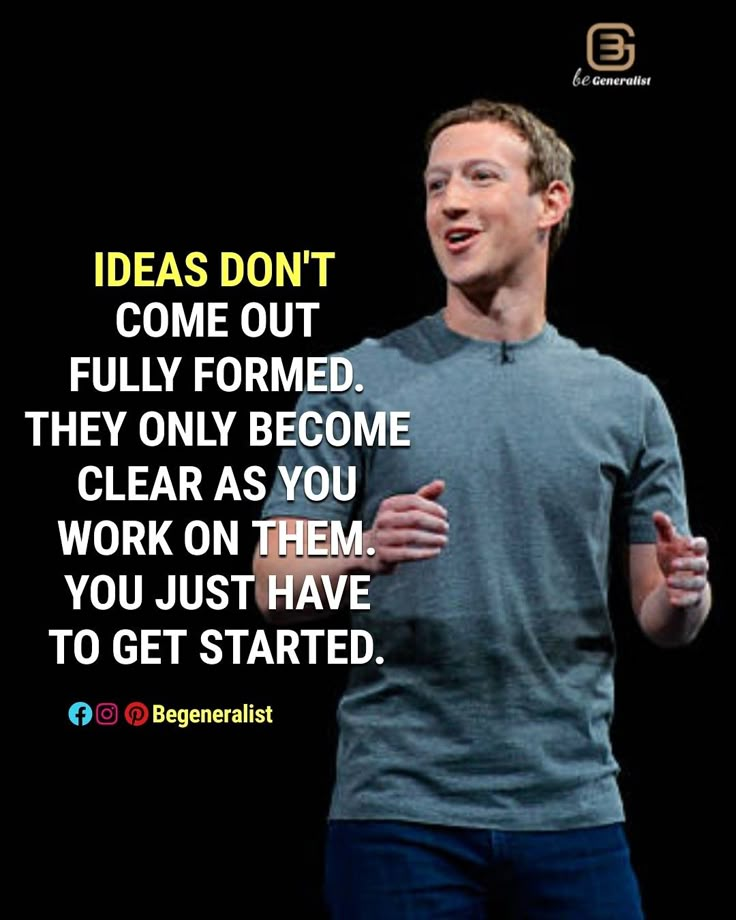 be Generalist
IDEAS DON'T
COME OUT
FULLY FORMED.
THEY ONLY BECOME
CLEAR AS YOU
WORK ON THEM.
YOU JUST HAVE
TO GET STARTED.
Begeneralist